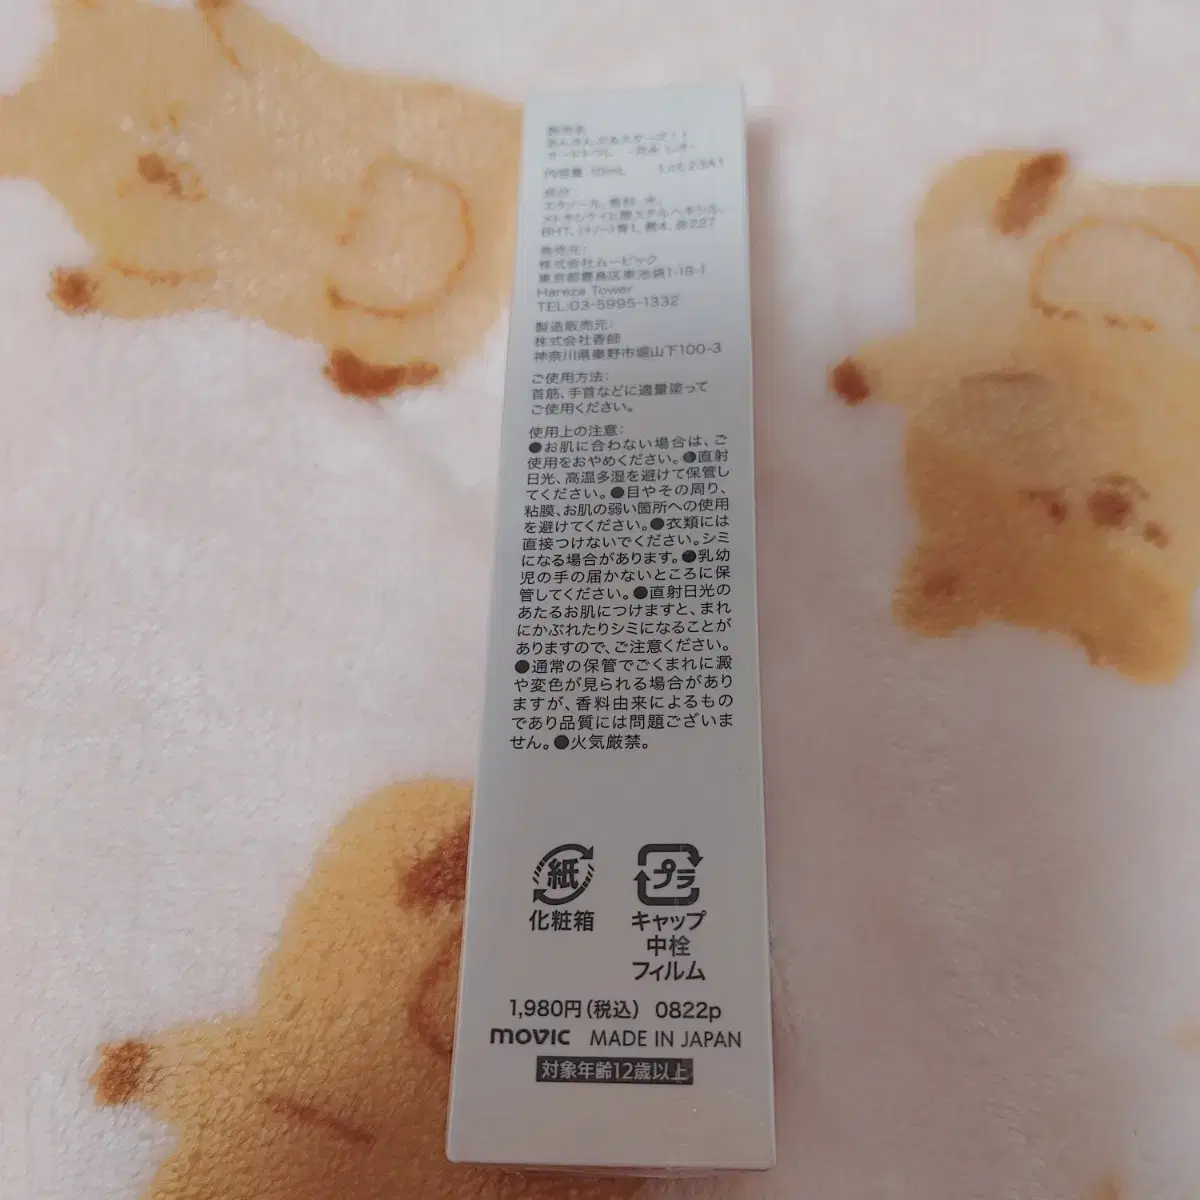 販売名:
あんさんぶるスターズ!!
オードトワレ
内容量 10mL Lot.23A1
成分:
エタノール、香料、水、
メトキシケイヒ酸エチルヘキシル、
BHT、
発売元:
株式会社ムービック
東京都豊島区東池袋1-18-1
Hareza Tower
TEL:03-5995-1332
製造販売元:
株式会社香師
神奈川県秦野市堀山下100-3
ご使用方法:
首筋、手首などに適量塗って
ご使用ください。
使用上の注意:
●お肌に合わない場合は、ご
使用をおやめください。●直射
日光、高温多湿を避けて保管し
てください。●目やその周り、
粘膜、お肌の弱い箇所への使用
を避けてください。●衣類には
直接つけないでください。シミ
になる場合があります。●乳幼
児の手の届かないところに保
管してください。●直射日光の
あたるお肌につけますと、まれ
にかぶれたりシミになることが
ありますので、ご注意ください。
●通常の保管でごくまれに澱
や変色が見られる場合があり
ますが、香料由来によるもの
であり品質には問題ございま
せん。●火気厳禁。
紙
化粧箱
プラ
キャップ
中栓
フィルム
1,980円(税込) 0822p
movic MADE IN JAPAN
対象年齢12歳以上